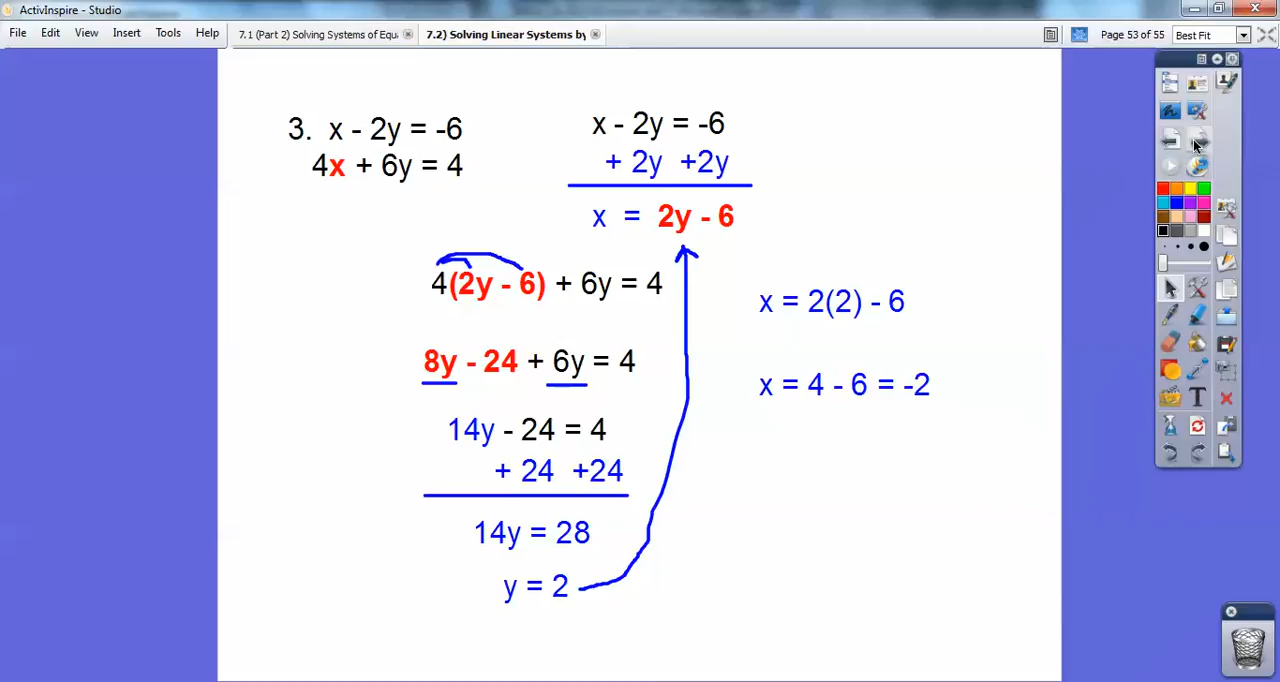 ActivInspire - Studio
File Edit View Insert Tools Help
7.1 (Part 2) Solving Systems of Equ
7.2) Solving Linear Systems by
Page 53 of 55
Best Fit
3. x - 2y = -6
4x + 6y = 4
x - 2y = -6
+ 2y +2y
x = 2y - 6
4(2y - 6) + 6y = 4
8y - 24 + 6y = 4
14y - 24 = 4
+ 24 +24
14y = 28
y = 2
x = 2(2) - 6
x = 4 - 6 = -2
T